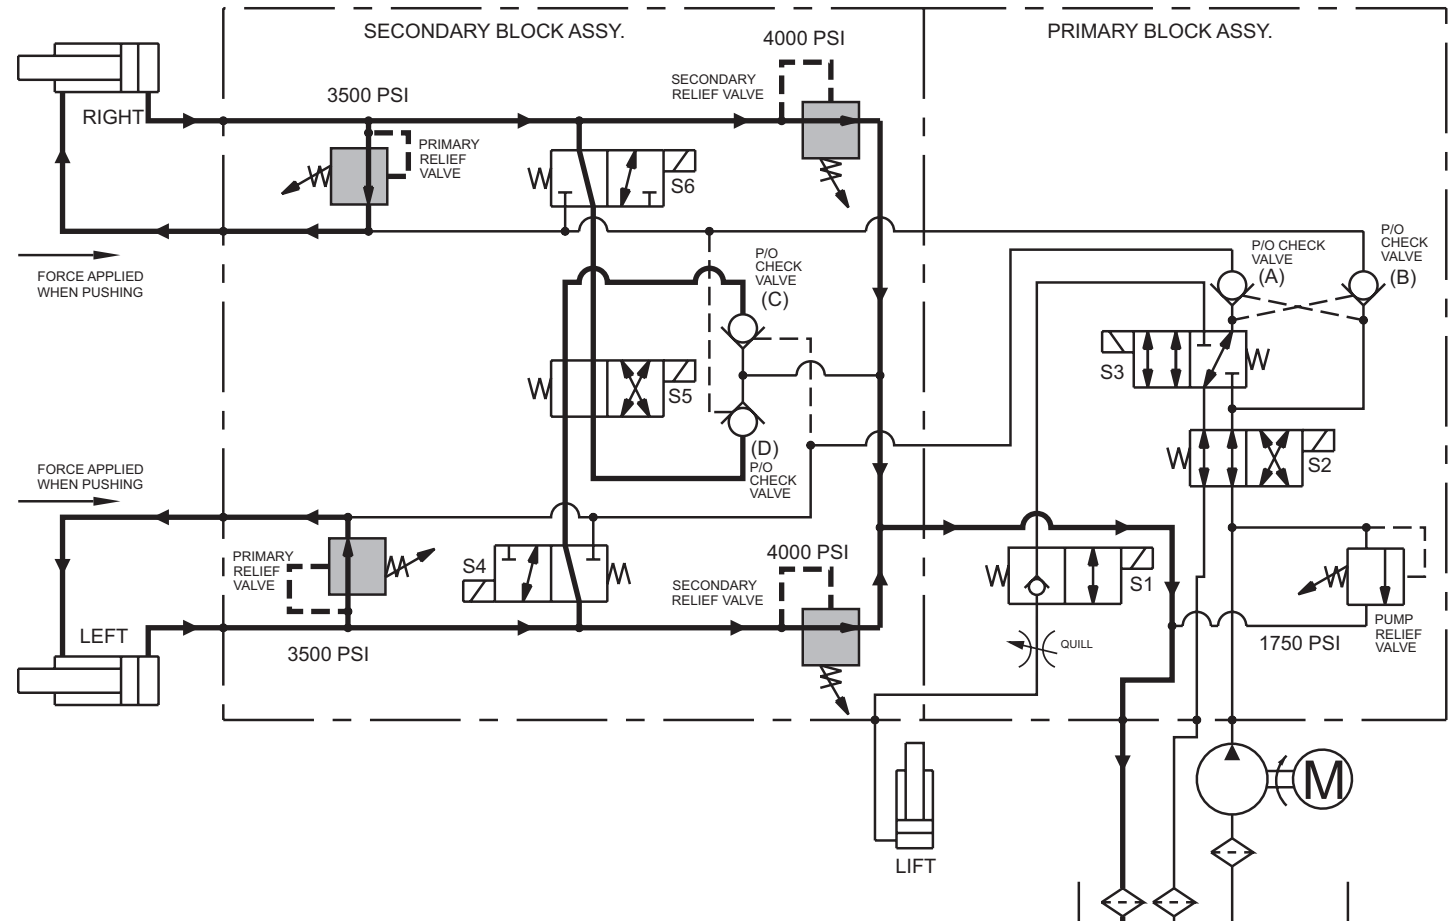 SECONDARY BLOCK ASSY.
PRIMARY BLOCK ASSY.
4000 PSI
SECONDARY
RELIEF VALVE
3500 PSI
RIGHT
PRIMARY
RELIEF
VALVE
S6
FORCE APPLIED
WHEN PUSHING
P/O
CHECK
VALVE
(C)
P/O CHECK
VALVE
(A)
P/O
CHECK
VALVE
(B)
S3
S5
(D)
P/O
CHECK
VALVE
S2
FORCE APPLIED
WHEN PUSHING
PRIMARY
RELIEF
VALVE
S4
4000 PSI
SECONDARY
RELIEF VALVE
S1
LEFT
3500 PSI
QUILL
1750 PSI
PUMP
RELIEF
VALVE
M
LIFT